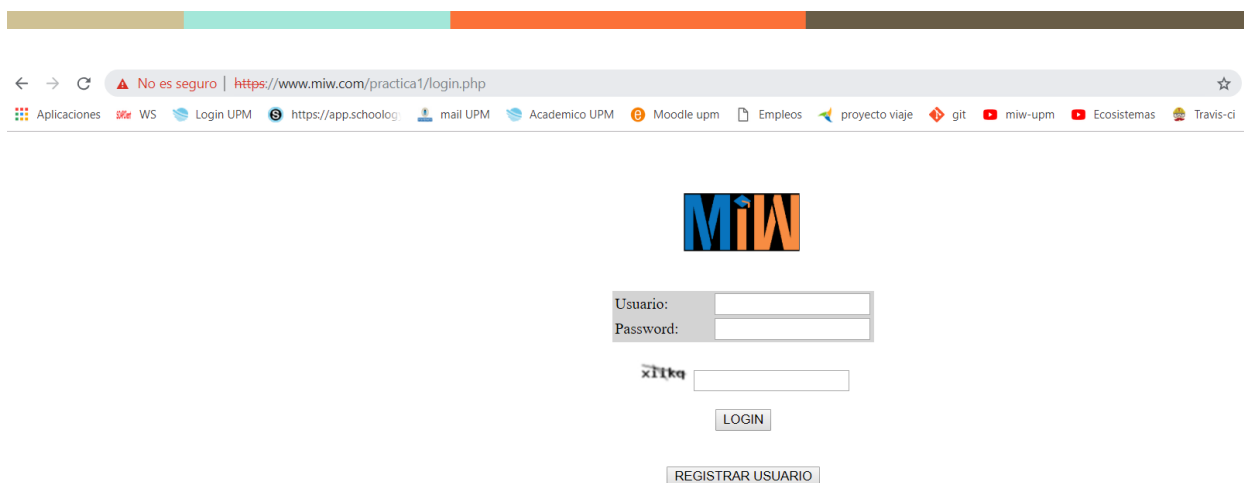 No es seguro | https://www.miw.com/practica1/login.php
Aplicaciones WS Login UPM https://app.schoolog mail UPM Academico UPM Moodle upm Empleos proyecto viaje git miw-upm Ecosistemas Travis-ci
MiW
Usuario:
Password:
LOGIN
REGISTRAR USUARIO